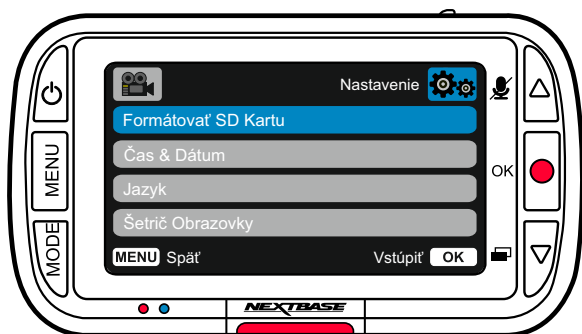 Nastavenie
Formátovať SD Kartu
Čas & Dátum
Jazyk
Šetrič Obrazovky
MENU Späť
Vstúpiť OK
MENU
MODE
OK
NEXTBASE